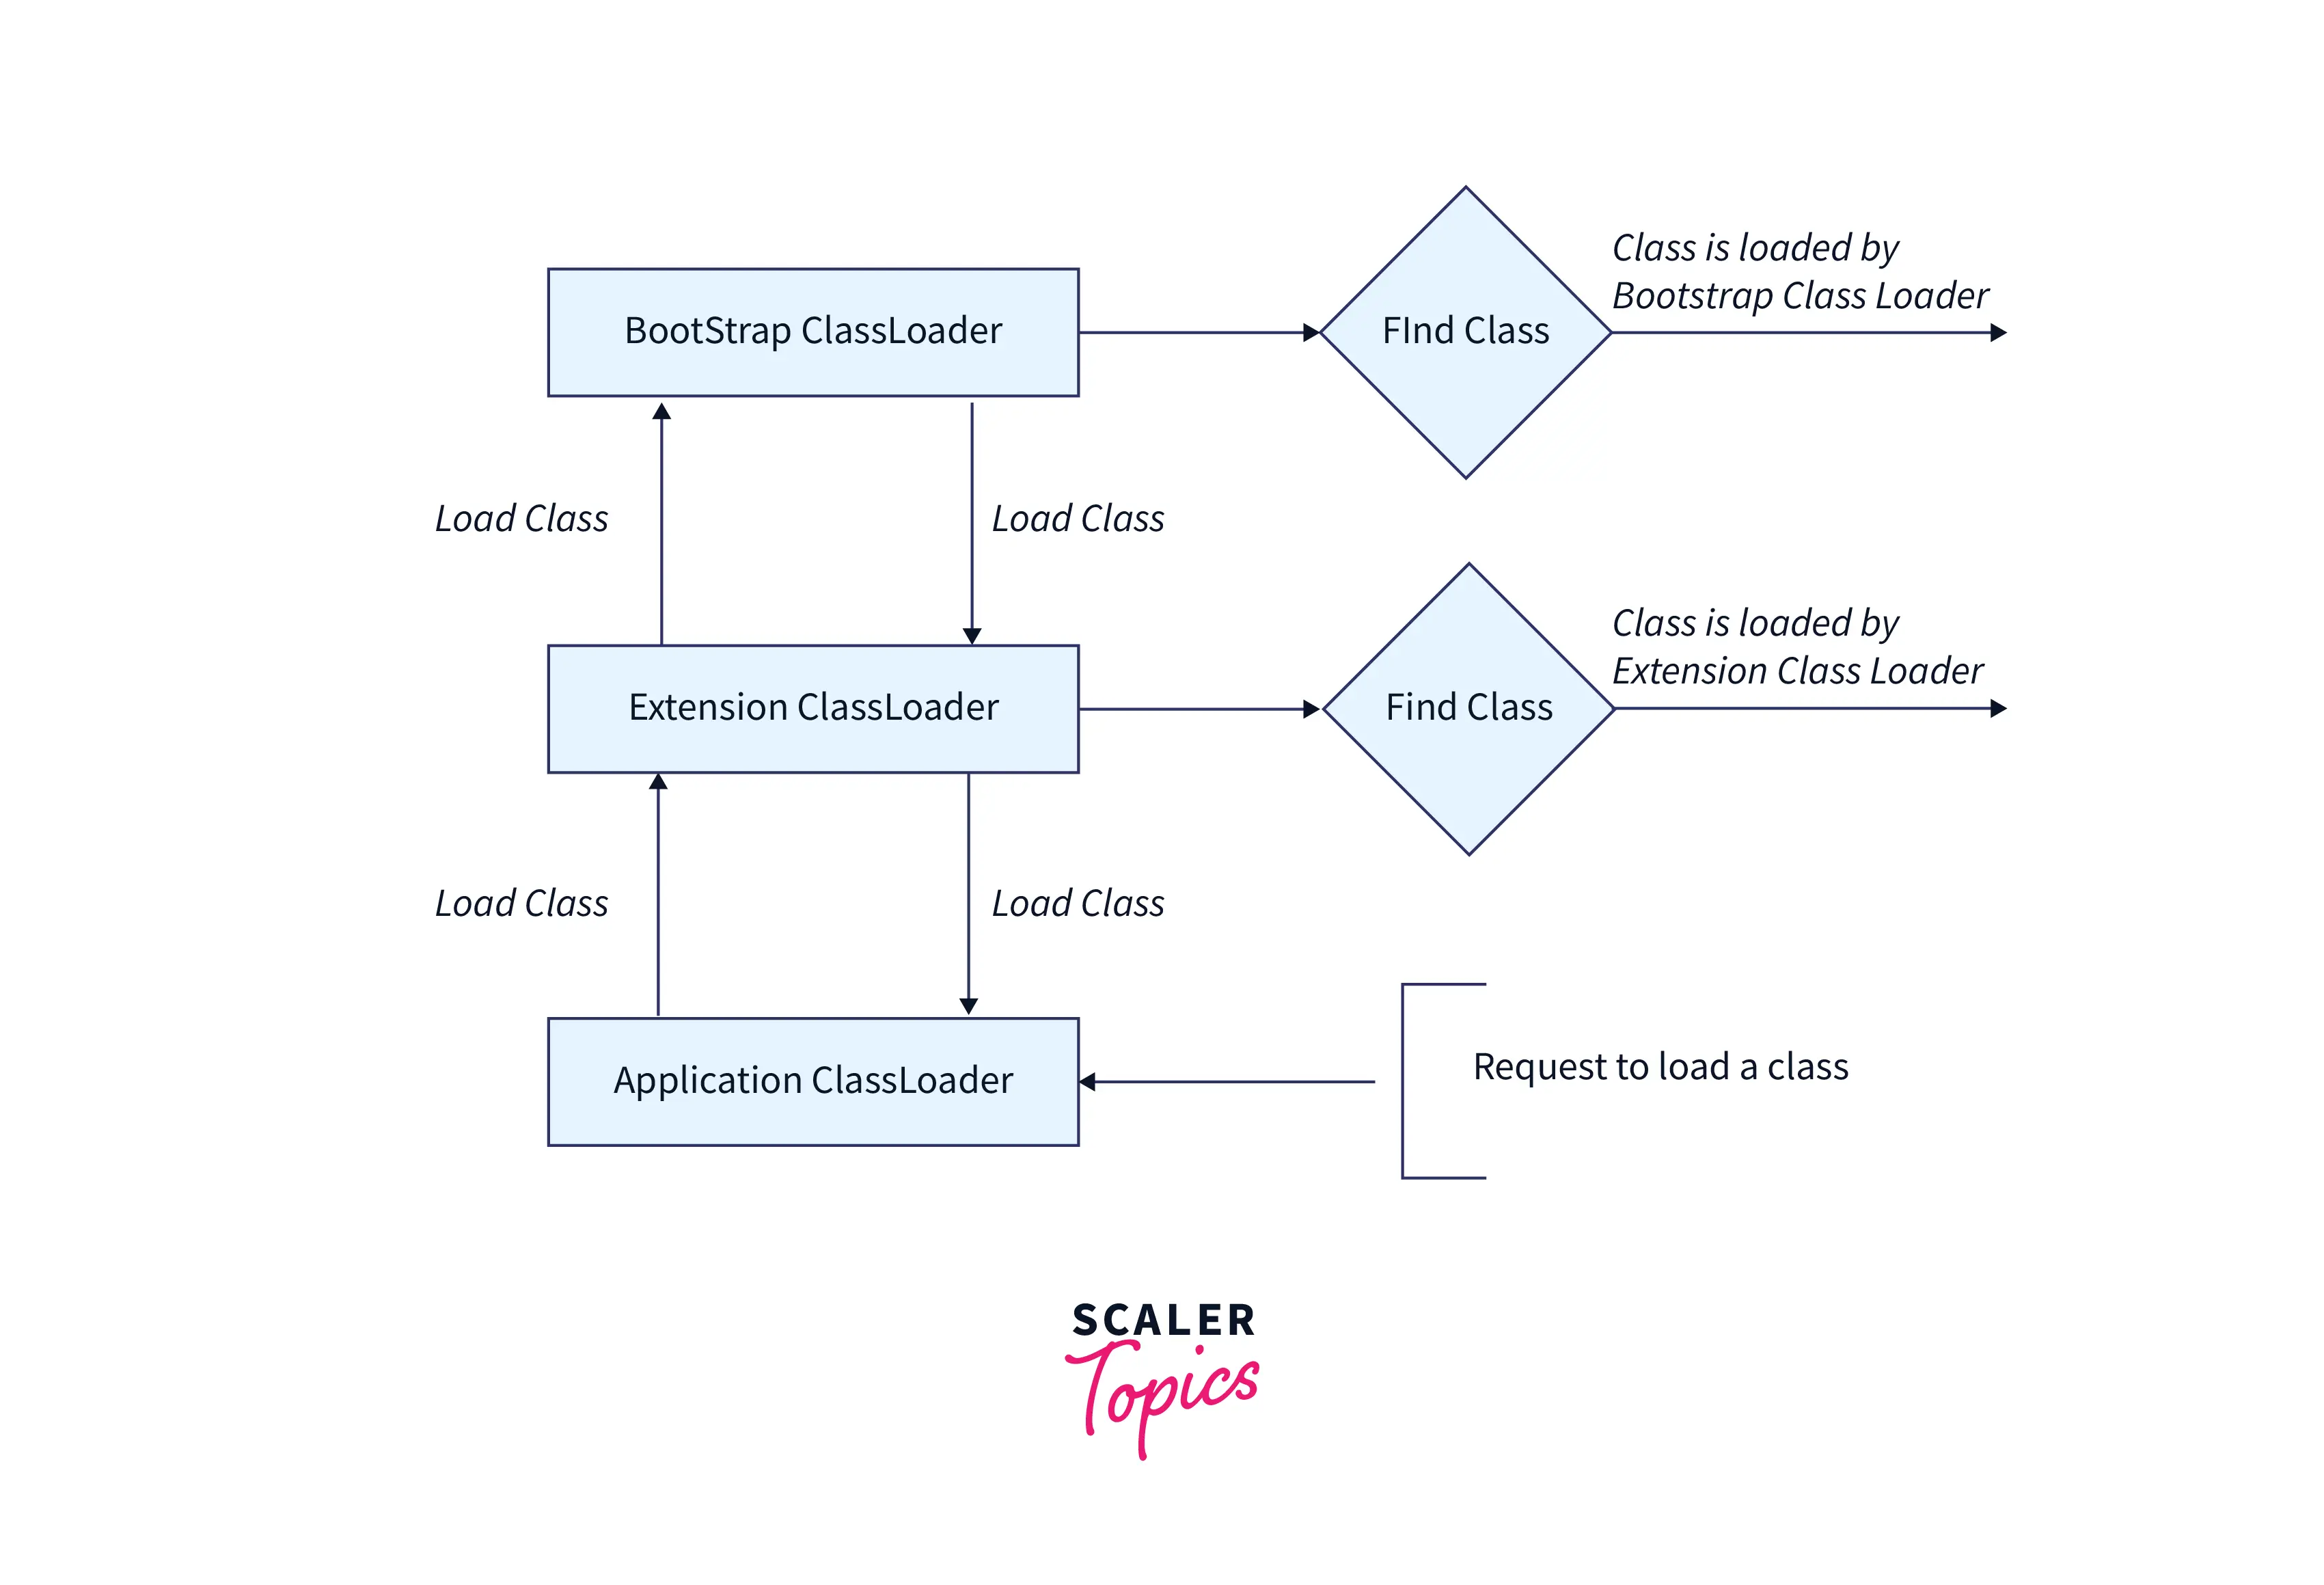 Class is loaded by
Bootstrap Class Loader
BootStrap ClassLoader
FInd Class
Load Class
Load Class
Class is loaded by
Extension Class Loader
Extension ClassLoader
Find Class
Load Class
Load Class
Request to load a class
Application ClassLoader
SCALER
Topics